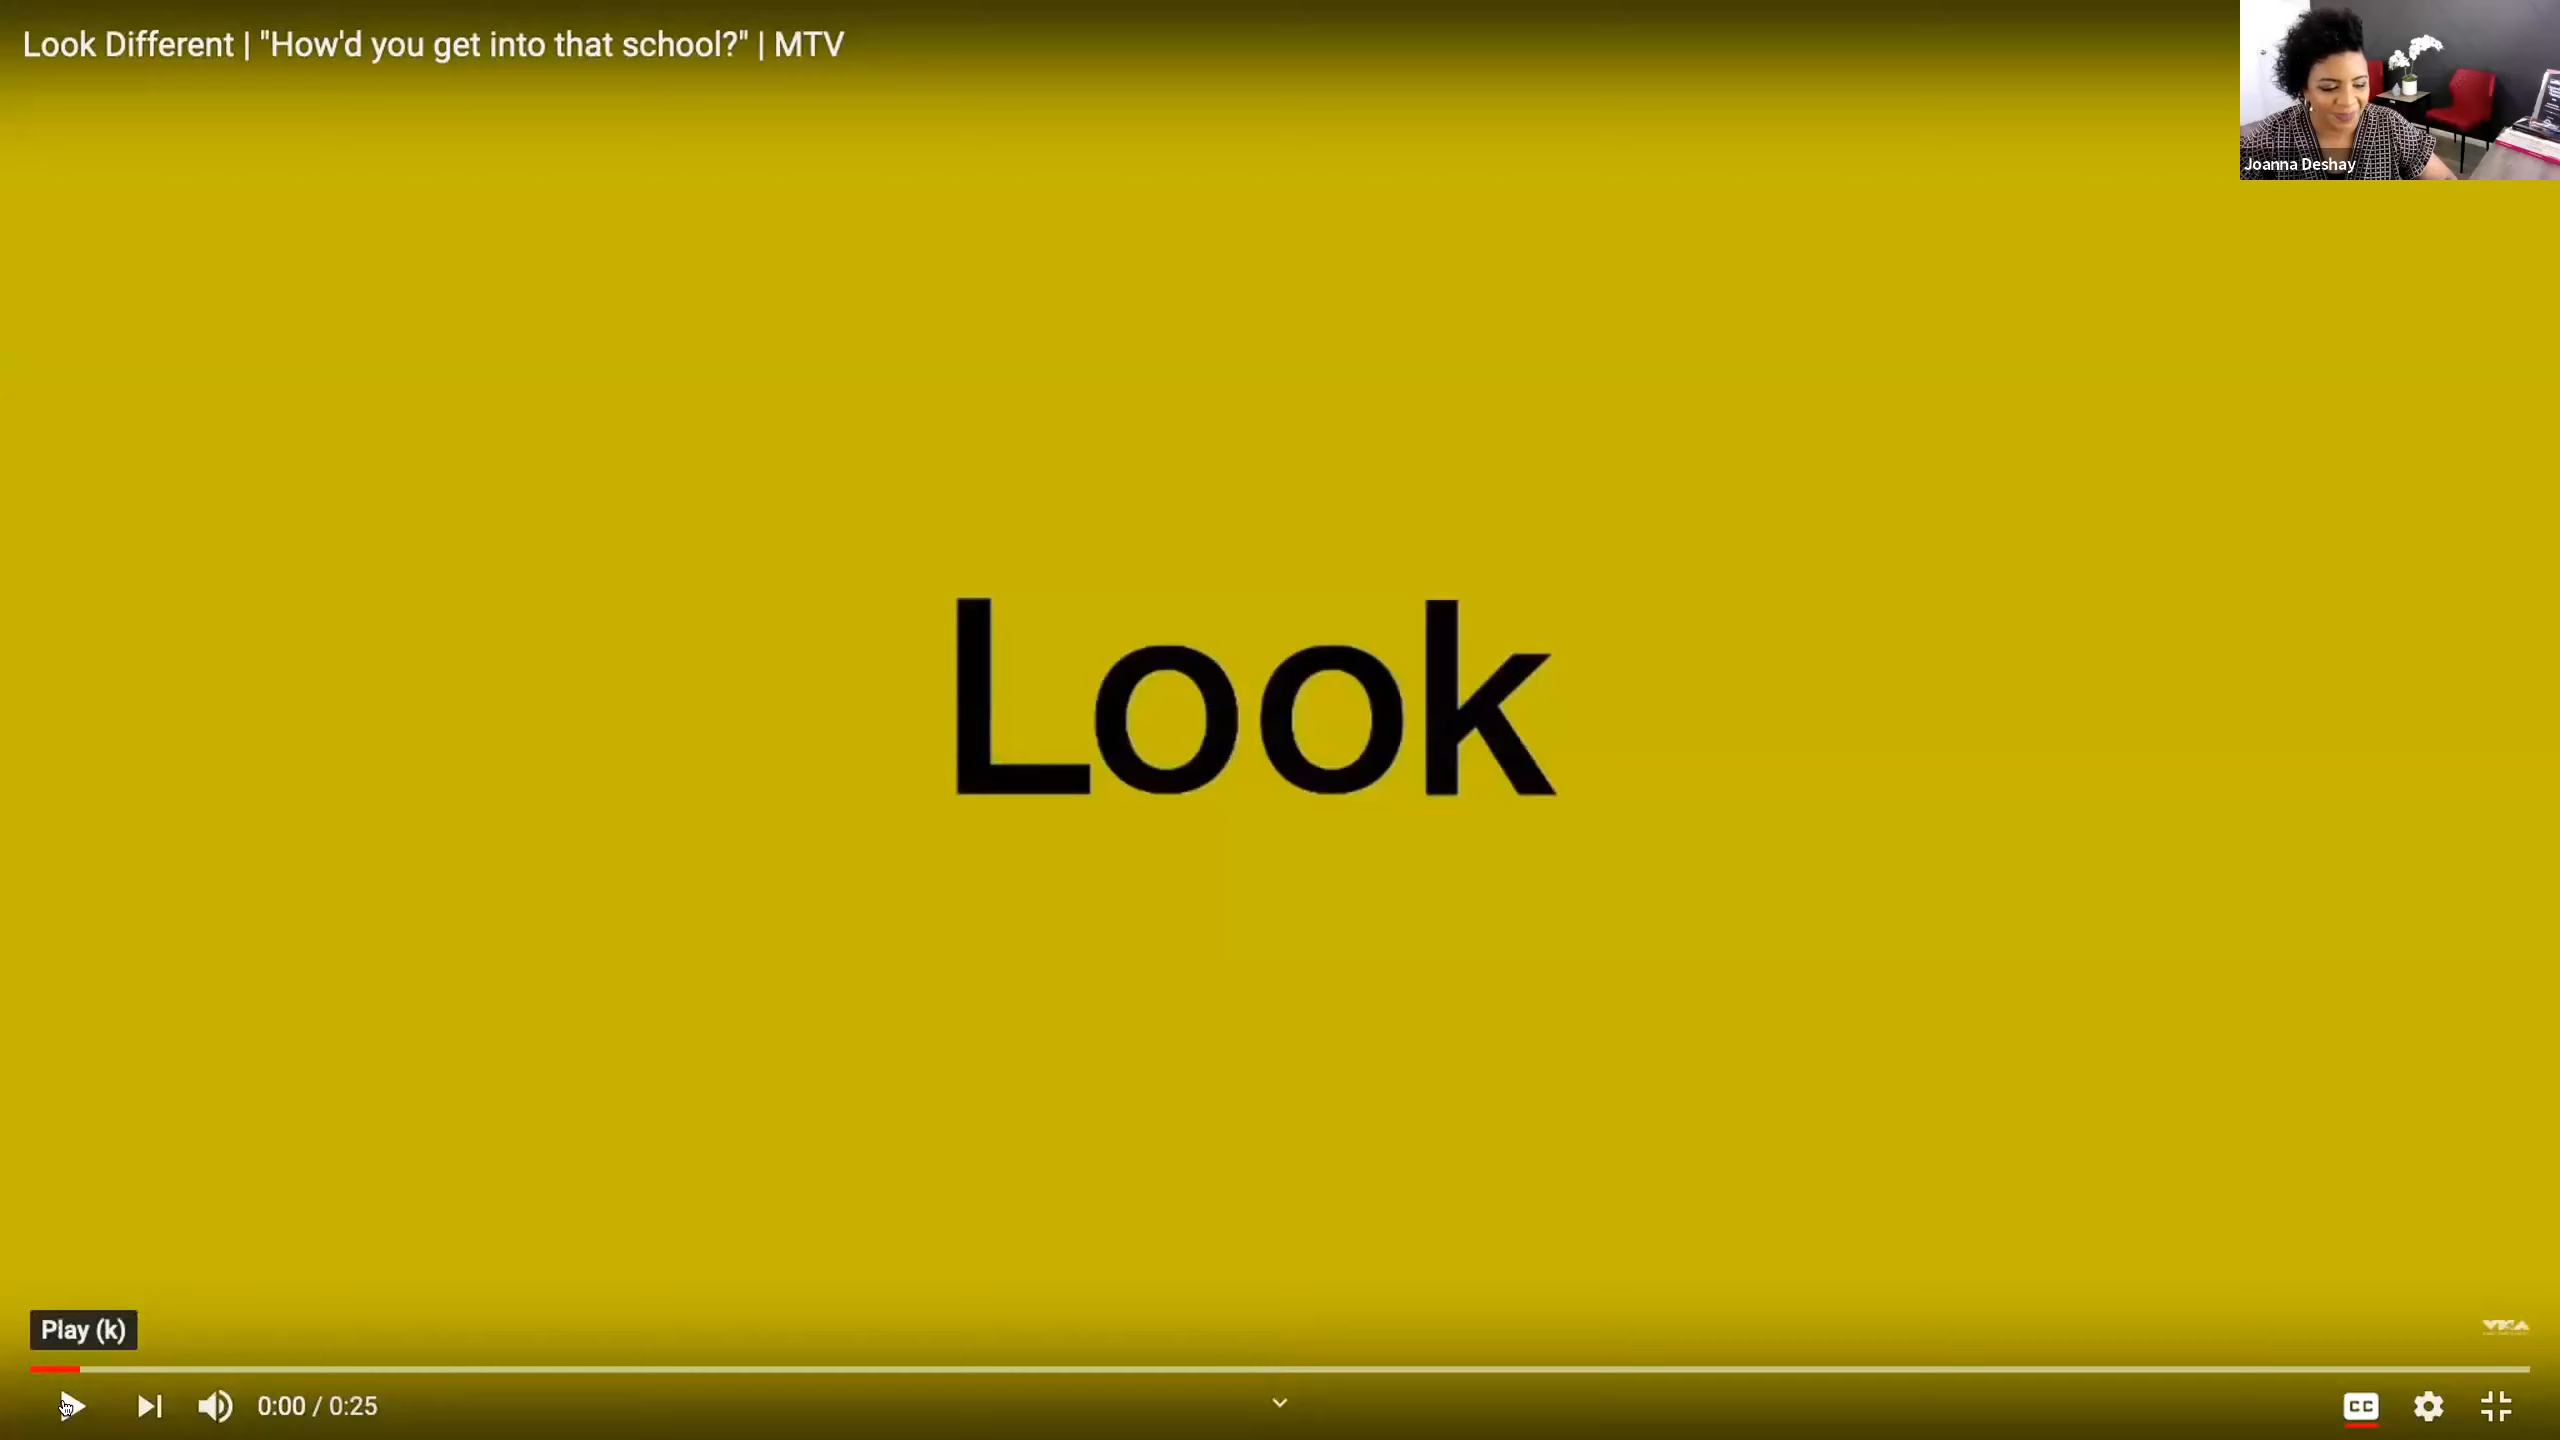 Look Different | "How'd you get into that school?" | MTV
Joanna Deshay
Look
Play (k)
0:00 / 0:25
CC